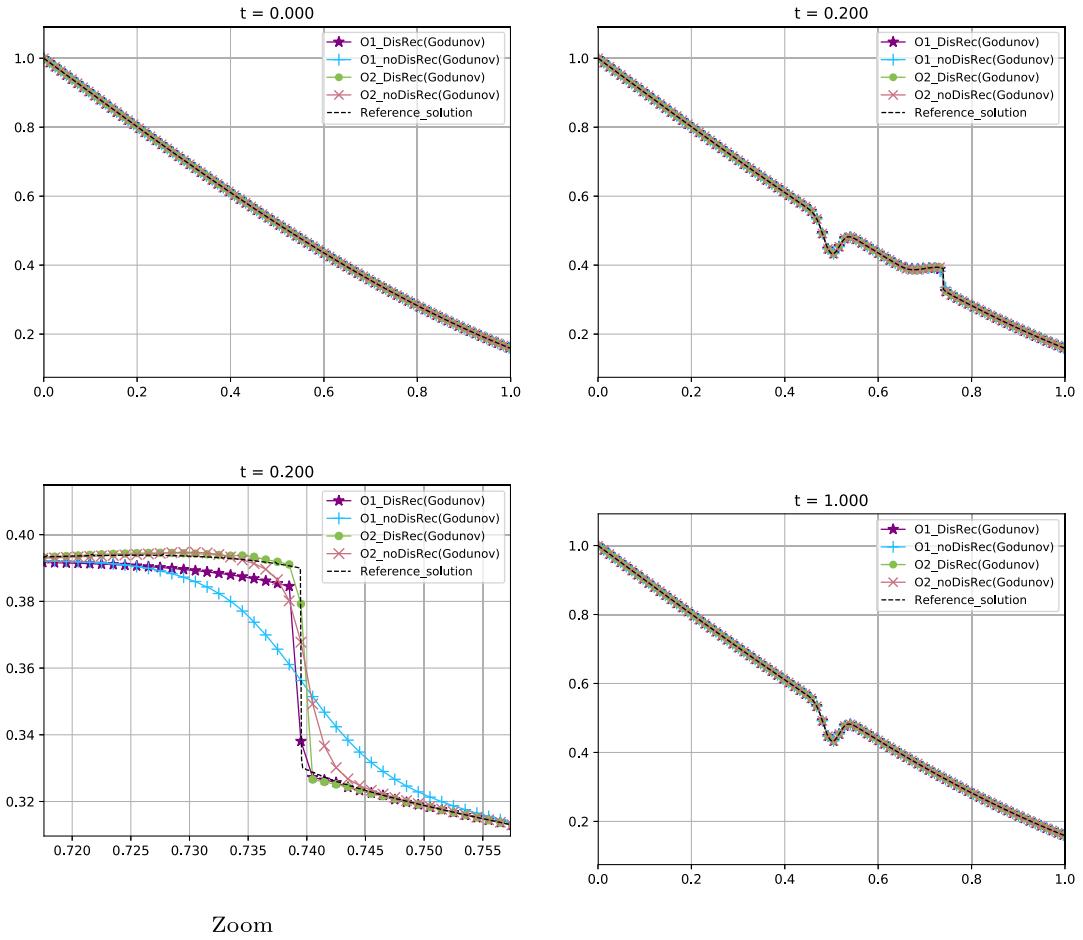 t = 0.000
1.0
0.8
0.6
0.4
0.2
0.0 0.2 0.4 0.6 0.8 1.0
O1_DisRec(Godunov)
O1_noDisRec(Godunov)
O2_DisRec(Godunov)
O2_noDisRec(Godunov)
Reference_solution
t = 0.200
1.0
0.8
0.6
0.4
0.2
0.0 0.2 0.4 0.6 0.8 1.0
O1_DisRec(Godunov)
O1_noDisRec(Godunov)
O2_DisRec(Godunov)
O2_noDisRec(Godunov)
Reference_solution
t = 0.200
0.40
0.38
0.36
0.34
0.32
0.720 0.725 0.730 0.735 0.740 0.745 0.750 0.755
O1_DisRec(Godunov)
O1_noDisRec(Godunov)
O2_DisRec(Godunov)
O2_noDisRec(Godunov)
Reference_solution
Zoom
t = 1.000
1.0
0.8
0.6
0.4
0.2
0.0 0.2 0.4 0.6 0.8 1.0
O1_DisRec(Godunov)
O1_noDisRec(Godunov)
O2_DisRec(Godunov)
O2_noDisRec(Godunov)
Reference_solution